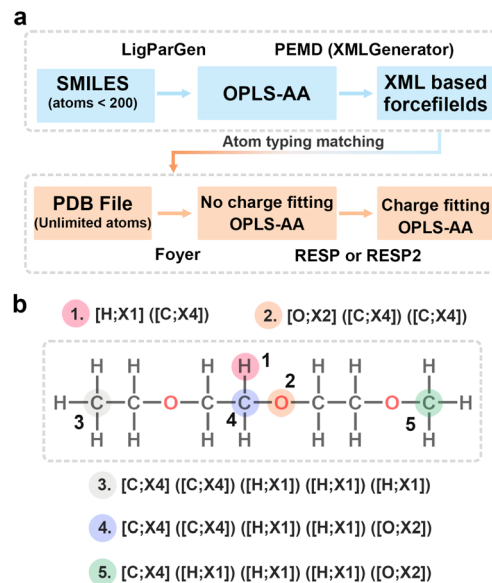 a
LigParGen PEMD (XMLGenerator)
SMILES
(atoms < 200)
OPLS-AA
XML based
forcefilelds
Atom typing matching
PDB File
(Unlimited atoms)
No charge fitting
OPLS-AA
Charge fitting
OPLS-AA
Foyer RESP or RESP2
b
1. [H;X1] ([C;X4])
2. [O;X2] ([C;X4]) ([C;X4])
H H H H 1 H H H
2
H C C O C C O C C O C H
3 H H H 4 H H H 5 H
3. [C;X4] ([C;X4]) ([H;X1]) ([H;X1]) ([H;X1])
4. [C;X4] ([C;X4]) ([H;X1]) ([H;X1]) ([O;X2])
5. [C;X4] ([H;X1]) ([H;X1]) ([H;X1]) ([O;X2])